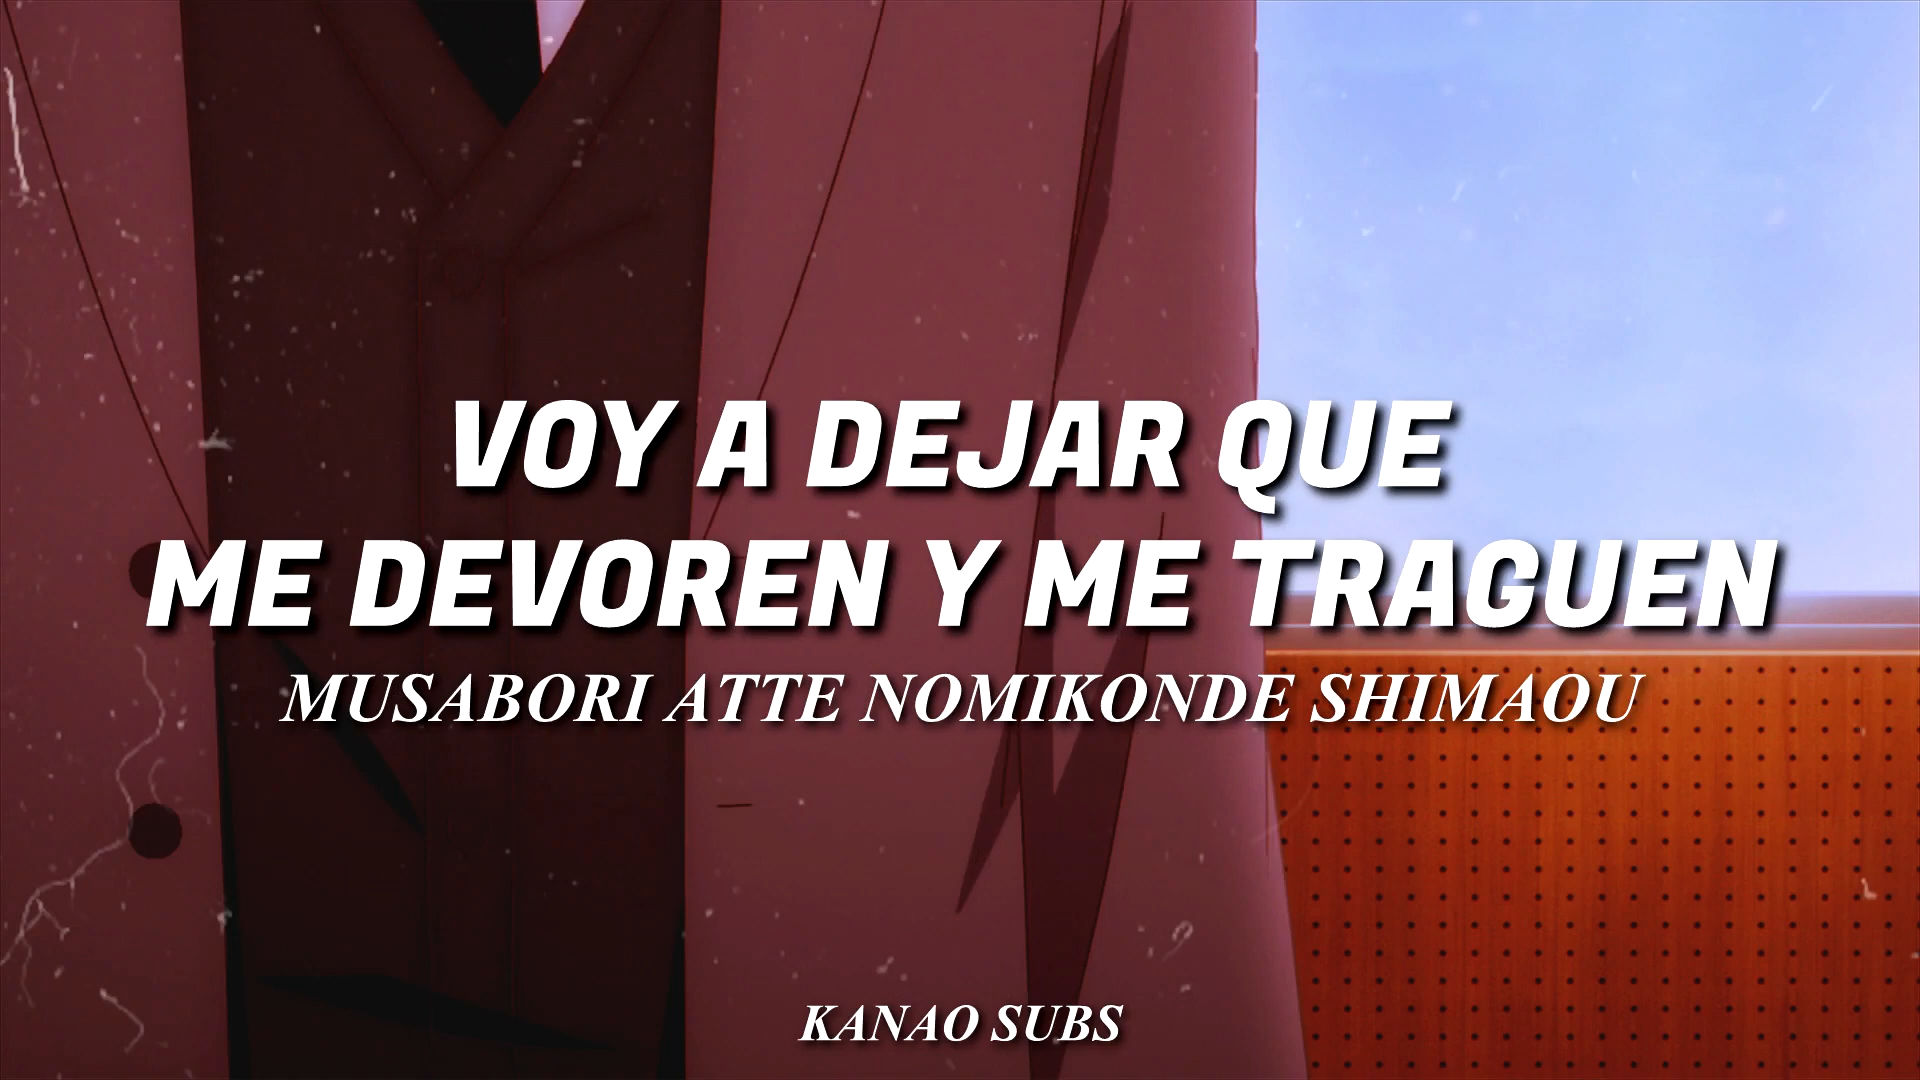 VOY A DEJAR QUE
ME DEVOREN Y ME TRAGUEN
MUSABORI ATTE NOMIKONDE SHIMAOU
KANAO SUBS